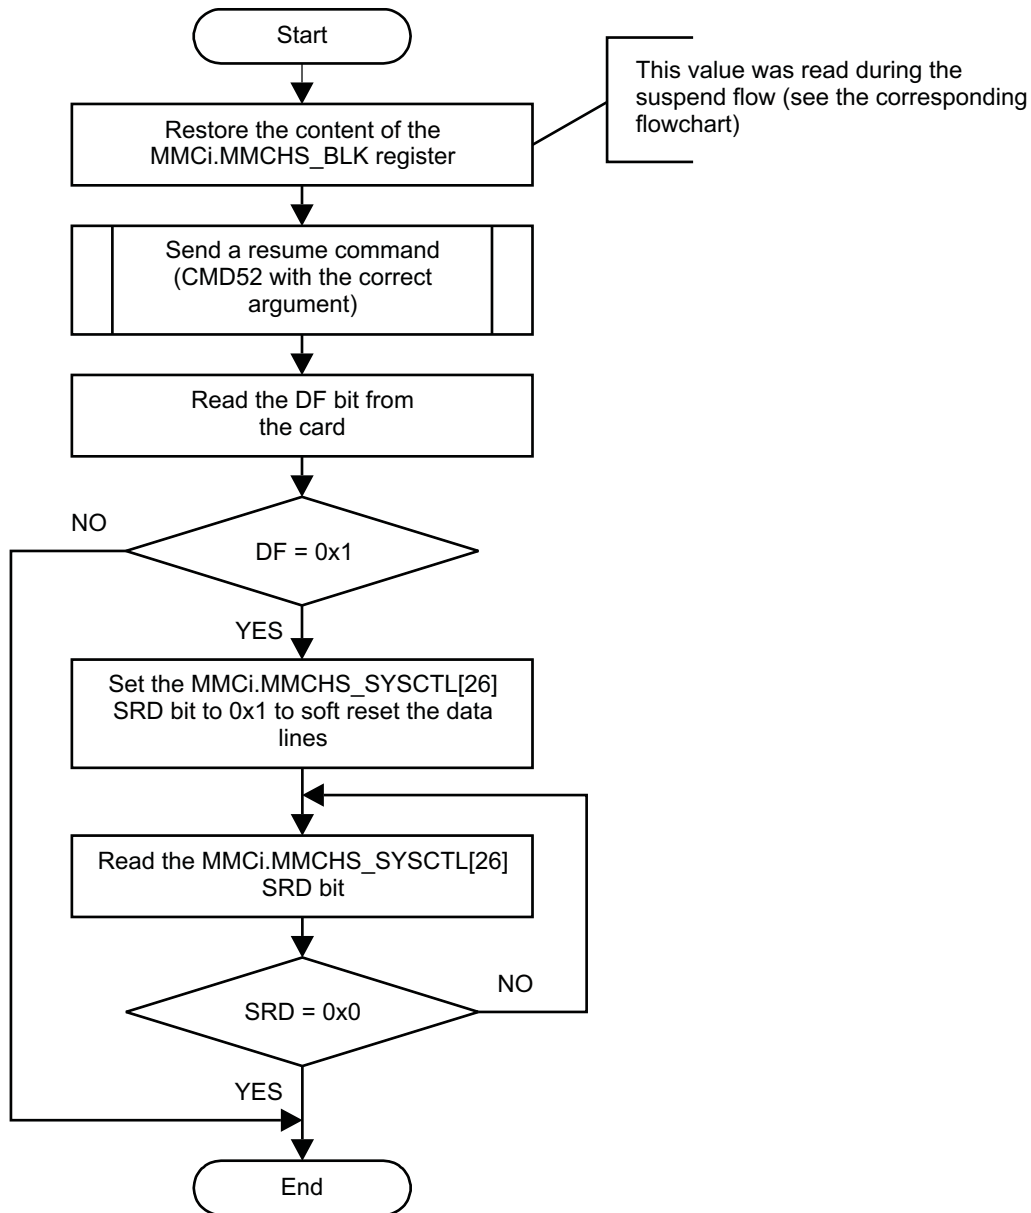 Start
This value was read during the
suspend flow (see the corresponding
flowchart)
Restore the content of the
MMCi.MMCHS_BLK register
Send a resume command
(CMD52 with the correct
argument)
Read the DF bit from
the card
NO
DF = 0x1
YES
Set the MMCi.MMCHS_SYSCTL[26]
SRD bit to 0x1 to soft reset the data
lines
Read the MMCi.MMCHS_SYSCTL[26]
SRD bit
NO
SRD = 0x0
YES
End